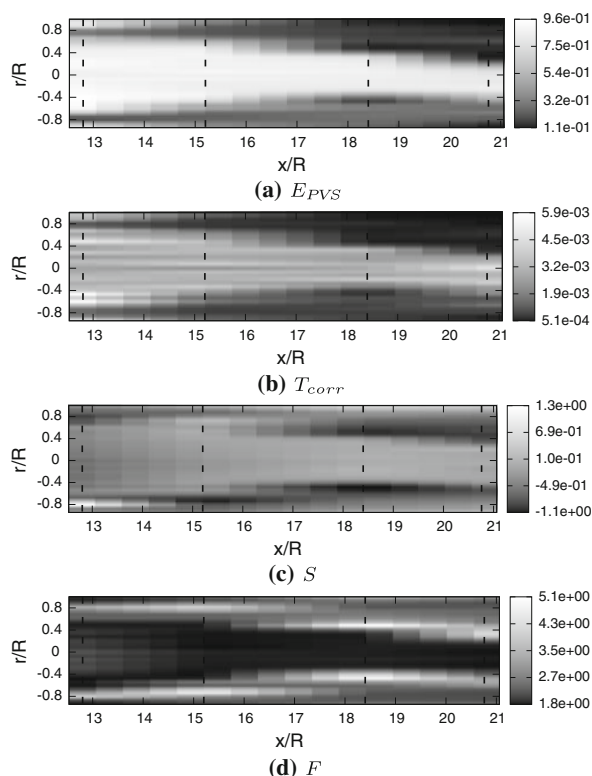 0.8
0.4
0
-0.4
-0.8
r/R
13 14 15 16 17 18 19 20 21
x/R
9.6e-01
7.5e-01
5.3e-01
3.2e-01
1.1e-01
(a) E_PVS
0.8
0.4
0
-0.4
-0.8
r/R
13 14 15 16 17 18 19 20 21
x/R
5.9e-03
4.5e-03
3.2e-03
1.9e-03
5.1e-04
(b) T_corr
0.8
0.4
0
-0.4
-0.8
r/R
13 14 15 16 17 18 19 20 21
x/R
1.3e+00
6.9e-01
1.0e-01
-4.9e-01
-1.1e+00
(c) S
0.8
0.4
0
-0.4
-0.8
r/R
13 14 15 16 17 18 19 20 21
x/R
5.1e+00
4.3e+00
3.5e+00
2.7e+00
1.8e+00
(d) F